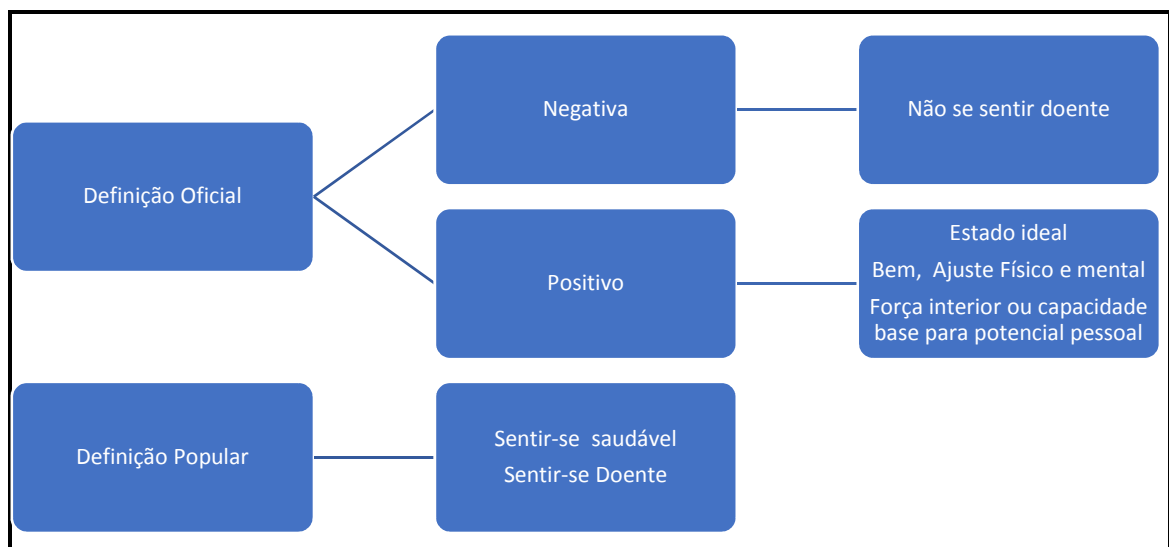 Definição Oficial
Negativa
Não se sentir doente
Positivo
Estado ideal
Bem,  Ajuste Físico e mental
Força interior ou capacidade
base para potencial pessoal
Definição Popular
Sentir-se  saudável
Sentir-se Doente